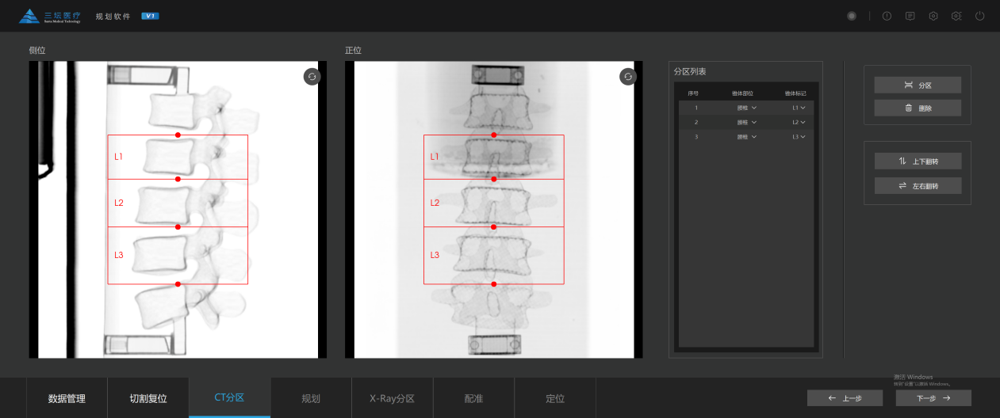 三坛医疗 规划软件 V1
Santa Medical Technology
侧位
正位
L1
L2
L3
L1
L2
L3
分区列表
序号 椎体部位 椎体标记
1 腰椎 L1
2 腰椎 L2
3 腰椎 L3
分区
删除
上下翻转
左右翻转
激活 Windows
转到"设置"以激活 Windows。
数据管理 切割复位 CT分区 规划 X-Ray分区 配准 定位
上一步 下一步